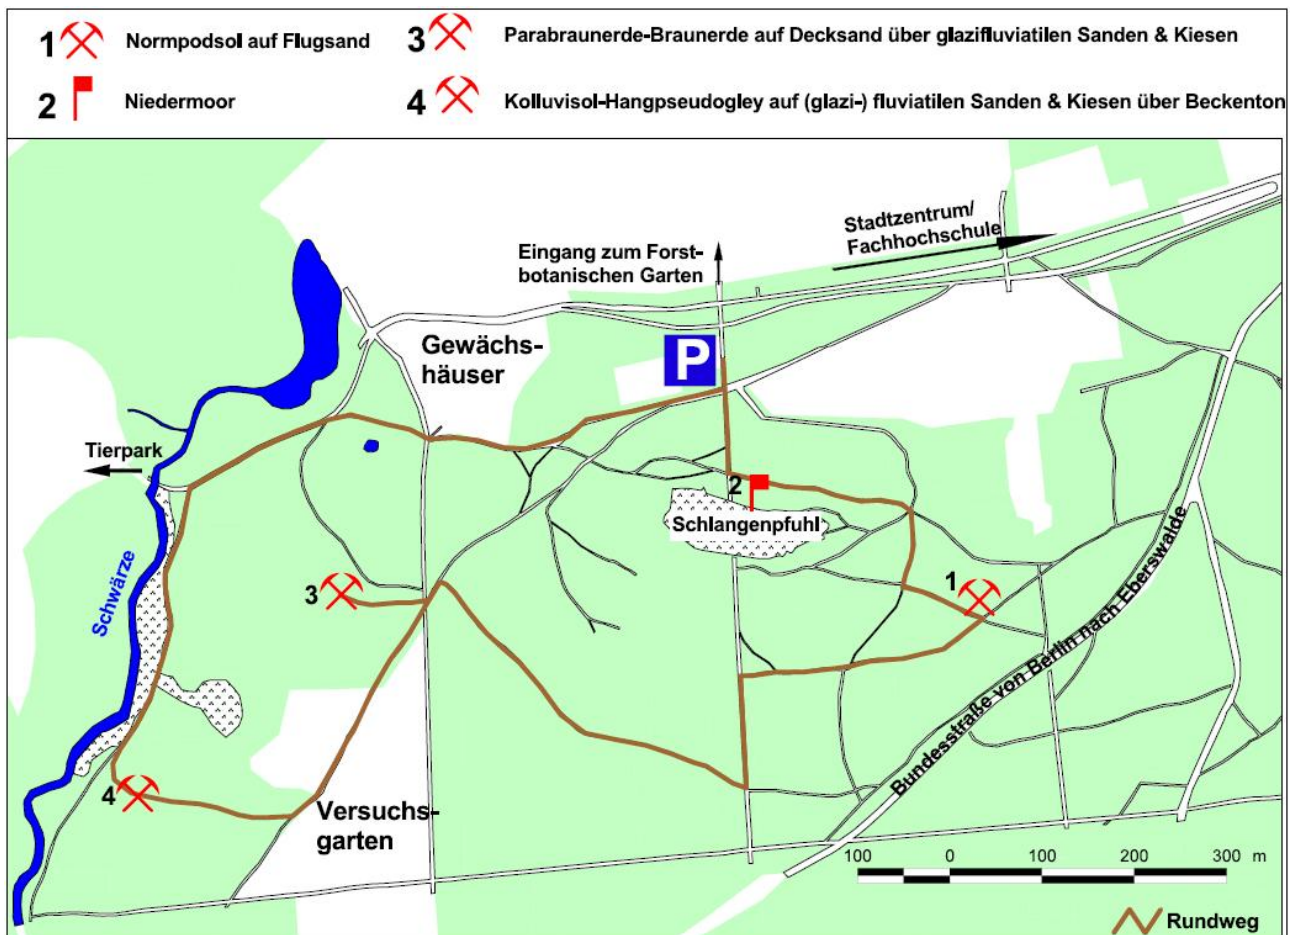 1 Normpodsol auf Flugsand
3 Parabraunerde-Braunerde auf Decksand über glazifluviatilen Sanden & Kiesen
2 Niedermoor
4 Kolluvisol-Hangpseudogley auf (glazi-) fluviatilen Sanden & Kiesen über Beckenton
Stadtzentrum/
Fachhochschule
Eingang zum Forst-
botanischen Garten
P
Gewächs-
häuser
Tierpark
2
Schlangenpfuhl
Schwärze
3
1
Bundesstraße von Berlin nach Eberswalde
4
Versuchs-
garten
100 0 100 200 300 m
Rundweg